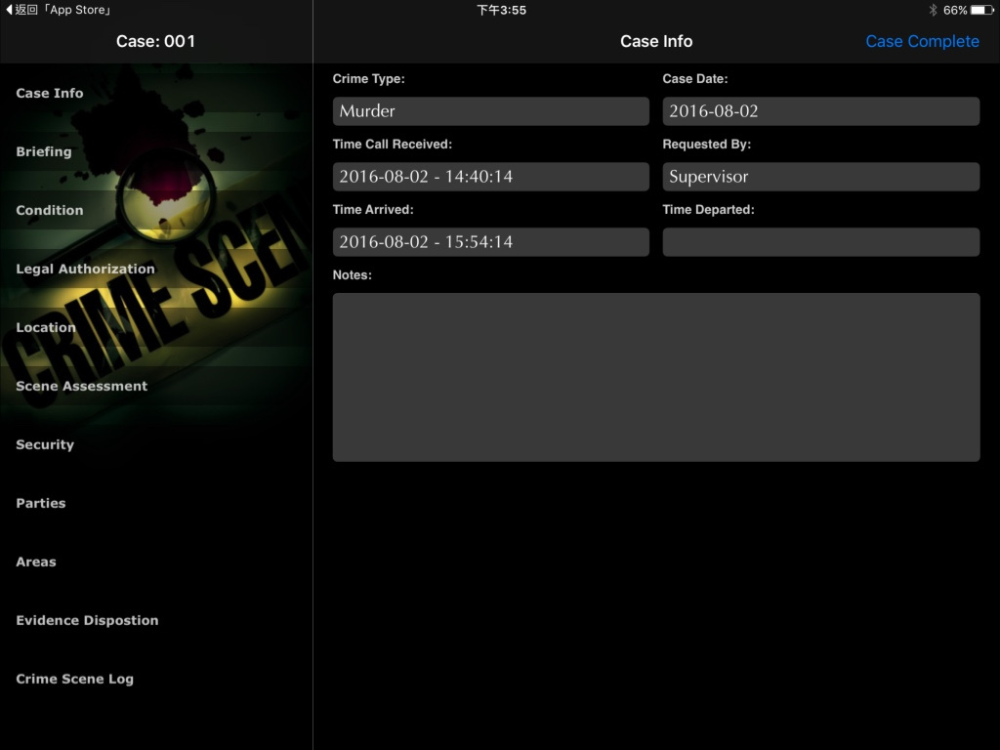 返回「App Store」
下午3:55
66%
Case: 001
Case Info
Case Complete
Case Info
Briefing
Condition
Legal Authorization
Location
Scene Assessment
Security
Parties
Areas
Evidence Dispostion
Crime Scene Log
CRIME SCEN
Crime Type:
Case Date:
Murder
2016-08-02
Time Call Received:
Requested By:
2016-08-02 - 14:40:14
Supervisor
Time Arrived:
Time Departed:
2016-08-02 - 15:54:14
Notes: